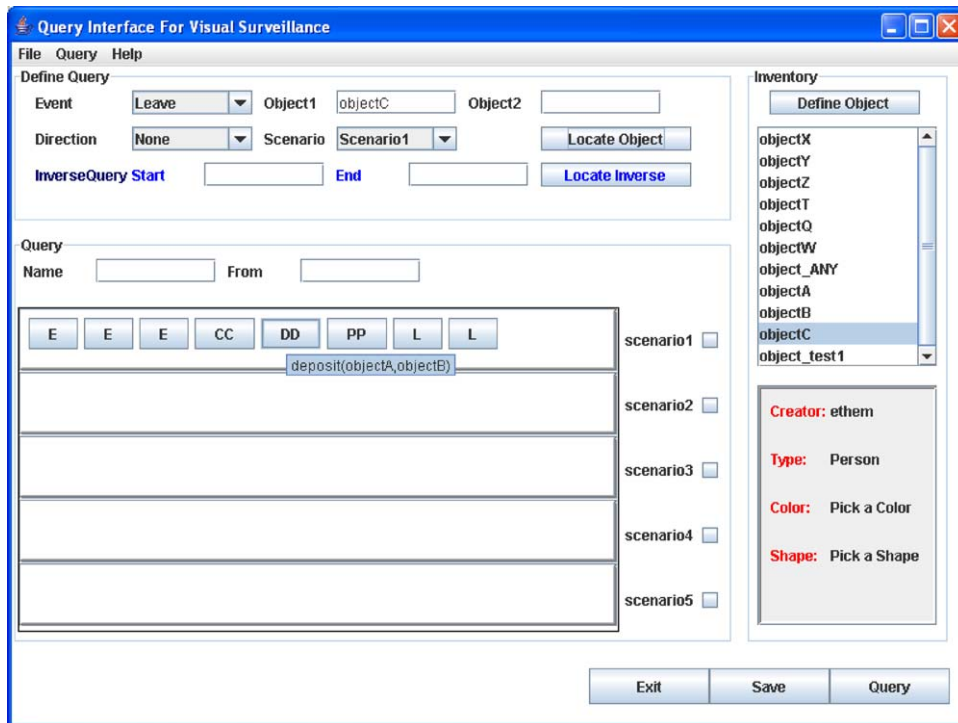 Query Interface For Visual Surveillance
File Query Help
Define Query
Event Leave Object1 objectC Object2
Direction None Scenario Scenario1 Locate Object
InverseQuery Start End Locate Inverse
Query
Name From
E E E CC DD PP L L
deposit(objectA,objectB)
scenario1
scenario2
scenario3
scenario4
scenario5
Inventory
Define Object
objectX
objectY
objectZ
objectT
objectQ
objectW
object_ANY
objectA
objectB
objectC
object_test1
Creator: ethem
Type: Person
Color: Pick a Color
Shape: Pick a Shape
Exit Save Query